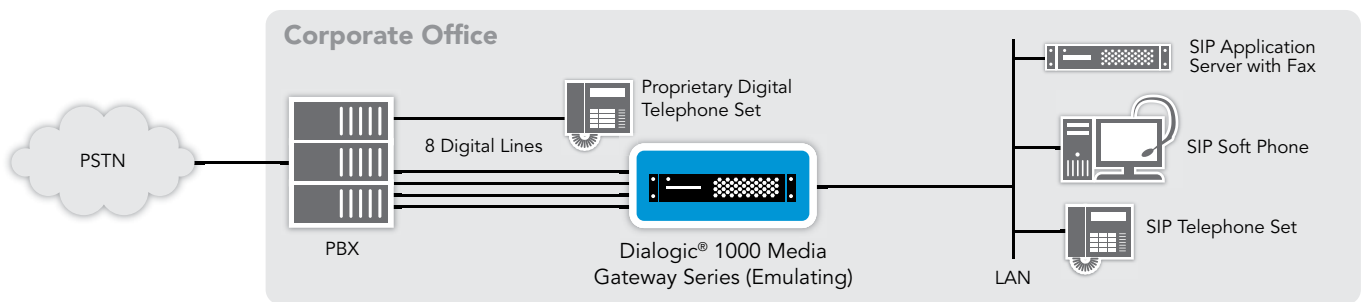 Corporate Office
PSTN
PBX
8 Digital Lines
Proprietary Digital
Telephone Set
Dialogic® 1000 Media
Gateway Series (Emulating)
LAN
SIP Application
Server with Fax
SIP Soft Phone
SIP Telephone Set